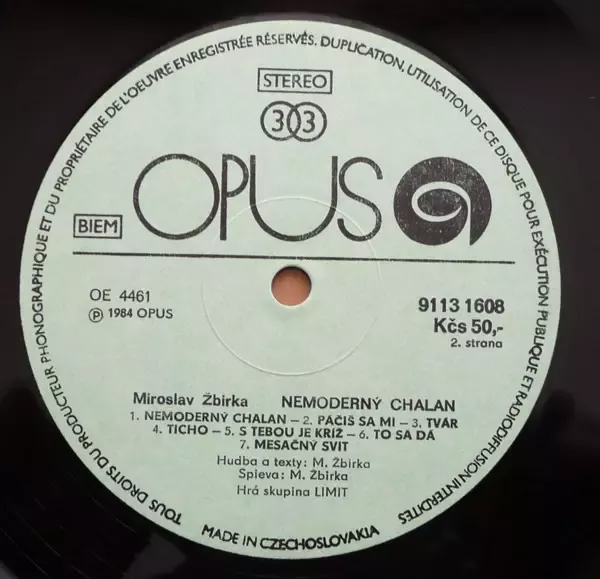 TOUS DROITS DU PRODUCTEUR PHONOGRAPHIQUE ET DU PROPRIÉTAIRE DE L'OEUVRE ENREGISTRÉE RÉSERVÉS. DUPLICATION, UTILISATION DE CE DISQUE POUR EXÉCUTION PUBLIQUE ET RADIODIFFUSION INTERDITES
STEREO
33
OPUS
BIEM
OE 4461
Ⓟ 1984 OPUS
9113 1608
Kčs 50,-
2. strana
Miroslav Žbirka NEMODERNÝ CHALAN
1. NEMODERNÝ CHALAN – 2. PÁČIŠ SA MI – 3. TVÁR
4. TICHO – 5. S TEBOU JE KRÍŽ – 6. TO SA DÁ
7. MESAČNÝ SVIT
Hudba a texty: M. Žbirka
Spieva: M. Žbirka
Hrá skupina LIMIT
MADE IN CZECHOSLOVAKIA